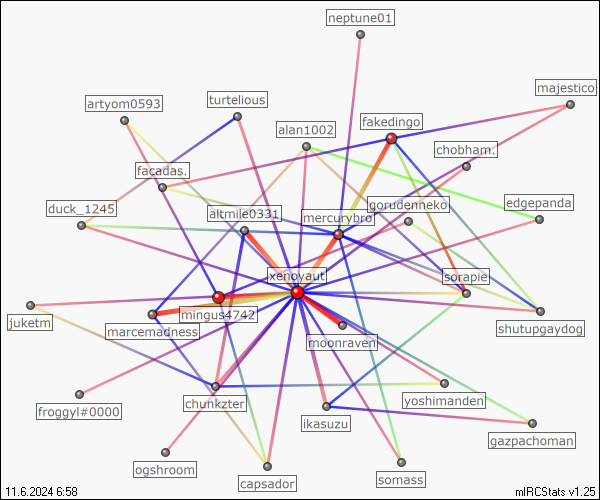 neptune01
majestico
artyom0593
turtelious
fakedingo
alan1002
chobham.
facadas.
duck_1245
altmile0331
mercurybro
gorudenneko
edgepanda
xenoyaut
sorapie
mingus4742
juketm
marcemadness
shutupgaydog
moonraven
froggyl#0000
chunkzter
yoshimanden
ikasuzu
gazpachoman
ogshroom
capsador
somass
11.6.2024 6:58
mIRCStats v1.25